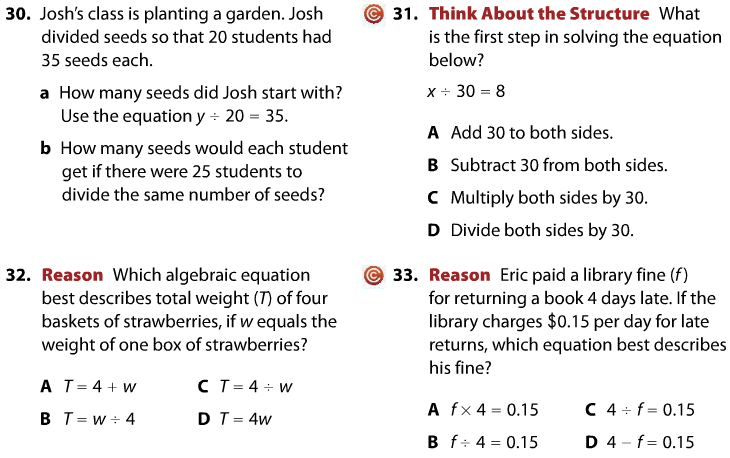 30. Josh's class is planting a garden. Josh
divided seeds so that 20 students had
35 seeds each.
a How many seeds did Josh start with?
Use the equation y ÷ 20 = 35.
b How many seeds would each student
get if there were 25 students to
divide the same number of seeds?
31. Think About the Structure What
is the first step in solving the equation
below?
x ÷ 30 = 8
A Add 30 to both sides.
B Subtract 30 from both sides.
C Multiply both sides by 30.
D Divide both sides by 30.
32. Reason Which algebraic equation
best describes total weight (T) of four
baskets of strawberries, if w equals the
weight of one box of strawberries?
A T = 4 + w C T = 4 ÷ w
B T = w ÷ 4 D T = 4w
33. Reason Eric paid a library fine (f)
for returning a book 4 days late. If the
library charges $0.15 per day for late
returns, which equation best describes
his fine?
A f × 4 = 0.15 C 4 ÷ f = 0.15
B f ÷ 4 = 0.15 D 4 − f = 0.15